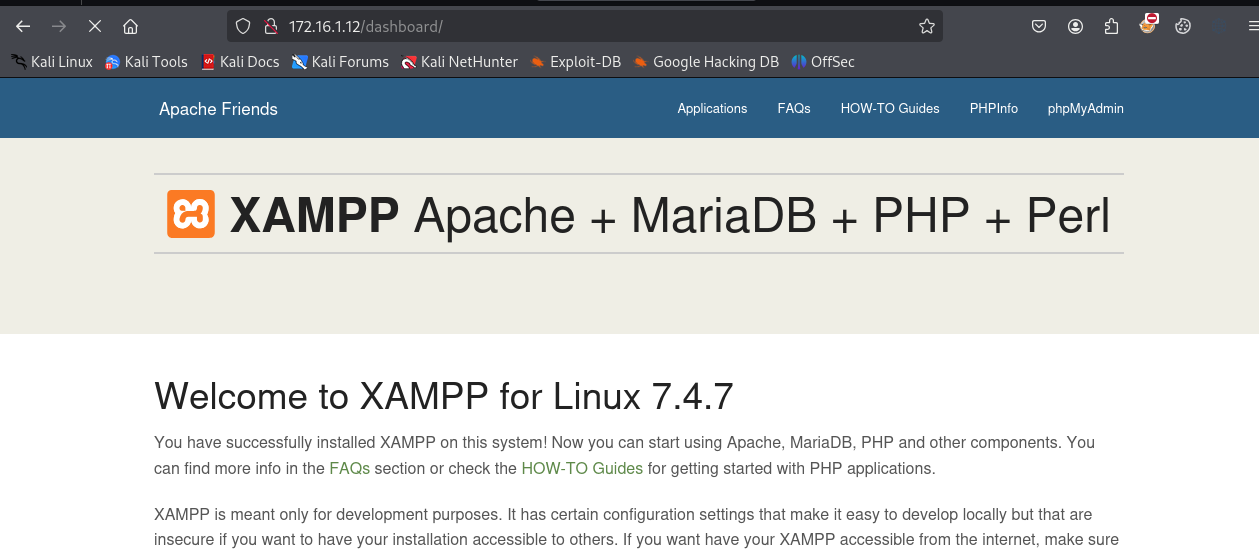 172.16.1.12/dashboard/
Kali Linux Kali Tools Kali Docs Kali Forums Kali NetHunter Exploit-DB Google Hacking DB OffSec
Apache Friends Applications FAQs HOW-TO Guides PHPInfo phpMyAdmin
XAMPP Apache + MariaDB + PHP + Perl
Welcome to XAMPP for Linux 7.4.7
You have successfully installed XAMPP on this system! Now you can start using Apache, MariaDB, PHP and other components. You
can find more info in the FAQs section or check the HOW-TO Guides for getting started with PHP applications.
XAMPP is meant only for development purposes. It has certain configuration settings that make it easy to develop locally but that are
insecure if you want to have your installation accessible to others. If you want have your XAMPP accessible from the internet, make sure